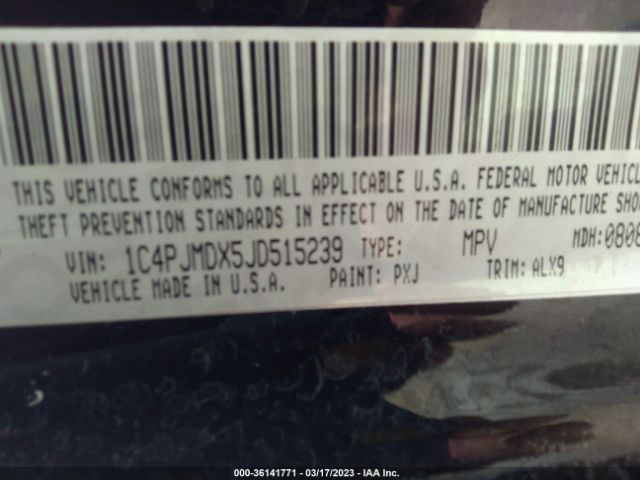 THIS VEHICLE CONFORMS TO ALL APPLICABLE U.S.A. FEDERAL MOTOR VEHICL
THEFT PREVENTION STANDARDS IN EFFECT ON THE DATE OF MANUFACTURE SHO
VIN: 1C4PJMDX5JD515239 TYPE: MPV MDH:0808
VEHICLE MADE IN U.S.A. PAINT: PXJ TRIM: ALX9
000-36141771 - 03/17/2023 - IAA Inc.